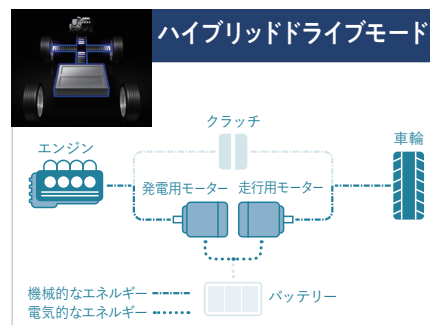 ハイブリッドドライブモード
クラッチ
エンジン
車輪
発電用モーター 走行用モーター
機械的なエネルギー
電気的なエネルギー
バッテリー